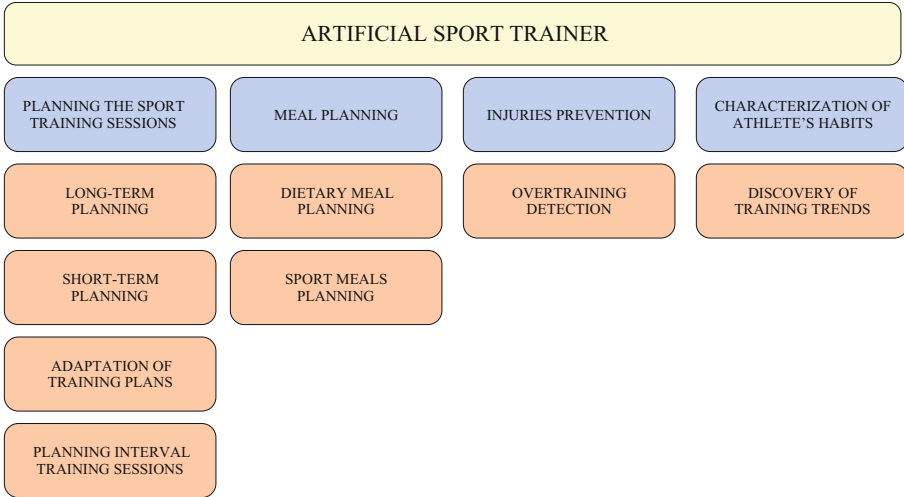 ARTIFICIAL SPORT TRAINER
PLANNING THE SPORT
TRAINING SESSIONS
MEAL PLANNING
INJURIES PREVENTION
CHARACTERIZATION OF
ATHLETE'S HABITS
LONG-TERM
PLANNING
DIETARY MEAL
PLANNING
OVERTRAINING
DETECTION
DISCOVERY OF
TRAINING TRENDS
SHORT-TERM
PLANNING
SPORT MEALS
PLANNING
ADAPTATION OF
TRAINING PLANS
PLANNING INTERVAL
TRAINING SESSIONS